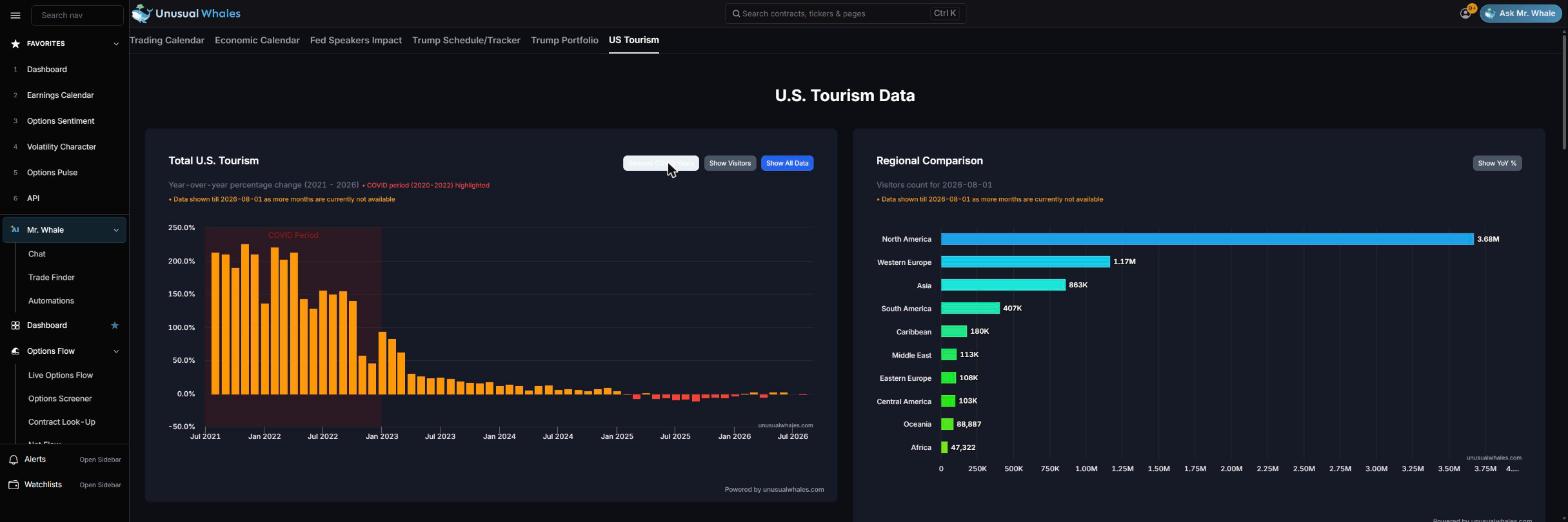 Search nav
Unusual Whales
Search contracts, tickers & pages
Ctrl K
9+
Ask Mr. Whale
FAVORITES
1 Dashboard
2 Earnings Calendar
3 Options Sentiment
4 Volatility Character
5 Options Pulse
6 API
AI Mr. Whale
Chat
Trade Finder
Automations
Dashboard
Options Flow
Live Options Flow
Options Screener
Contract Look-Up
Net Flow
Alerts Open Sidebar
Watchlists Open Sidebar
Trading Calendar Economic Calendar Fed Speakers Impact Trump Schedule/Tracker Trump Portfolio US Tourism
U.S. Tourism Data
Total U.S. Tourism
Show Visitors
Show All Data
Year-over-year percentage change (2021 - 2026) • COVID period (2020-2022) highlighted
• Data shown till 2026-08-01 as more months are currently not available
COVID Period
250.0%
200.0%
150.0%
100.0%
50.0%
0.0%
-50.0%
unusualwhales.com
Jul 2021 Jan 2022 Jul 2022 Jan 2023 Jul 2023 Jan 2024 Jul 2024 Jan 2025 Jul 2025 Jan 2026 Jul 2026
Powered by unusualwhales.com
Regional Comparison
Show YoY %
Visitors count for 2026-08-01
• Data shown till 2026-08-01 as more months are currently not available
North America 3.68M
Western Europe 1.17M
Asia 863K
South America 407K
Caribbean 180K
Middle East 113K
Eastern Europe 108K
Central America 103K
Oceania 88,887
Africa 47,322
unusualwhales.com
0 250K 500K 750K 1.00M 1.25M 1.50M 1.75M 2.00M 2.25M 2.50M 2.75M 3.00M 3.25M 3.50M 3.75M 4....
Powered by unusualwhales.com